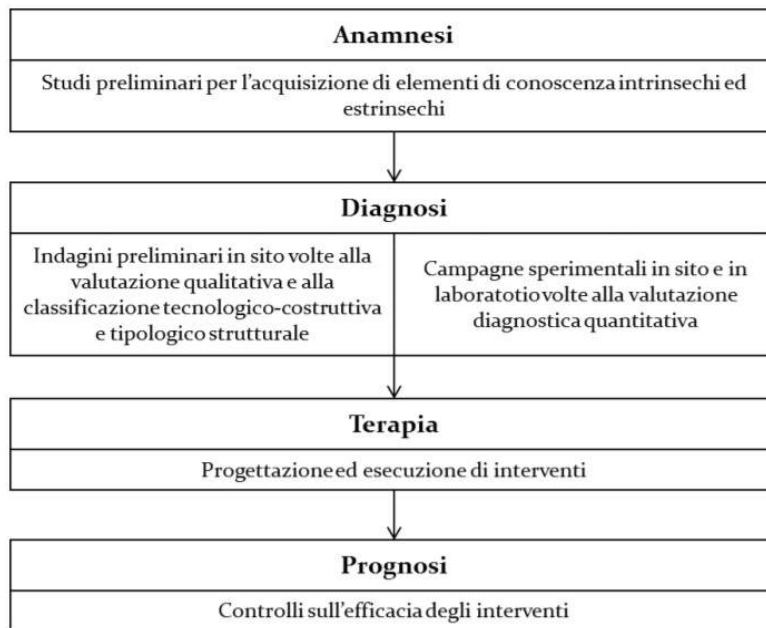 Anamnesi
Studi preliminari per l'acquisizione di elementi di conoscenza intrinsechi ed
estrinsechi
Diagnosi
Indagini preliminari in sito volte alla
valutazione qualitativa e alla
classificazione tecnologico-costruttiva
e tipologico strutturale
Campagne sperimentali in sito e in
laboratotio volte alla valutazione
diagnostica quantitativa
Terapia
Progettazione ed esecuzione di interventi
Prognosi
Controlli sull'efficacia degli interventi